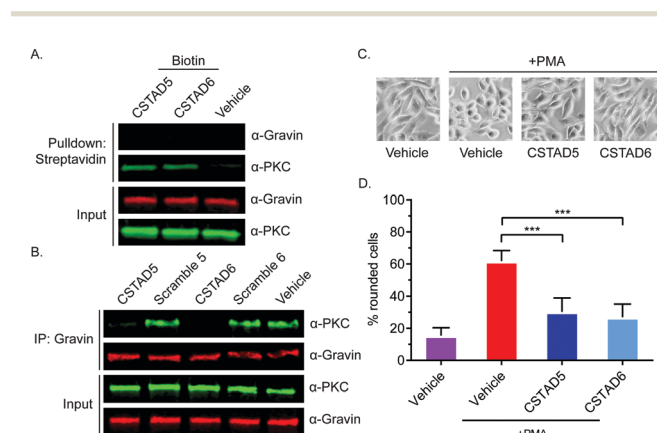 A.
Biotin
CSTAD5
CSTAD6
Vehicle
Pulldown:
Streptavidin
α-Gravin
α-PKC
Input
α-Gravin
α-PKC
B.
CSTAD5
Scramble 5
CSTAD6
Scramble 6
Vehicle
IP: Gravin
α-PKC
α-Gravin
Input
α-PKC
α-Gravin
C.
+PMA
Vehicle
Vehicle
CSTAD5
CSTAD6
D.
% rounded cells
100
80
60
40
20
0
***
***
Vehicle
Vehicle
CSTAD5
CSTAD6
+PMA